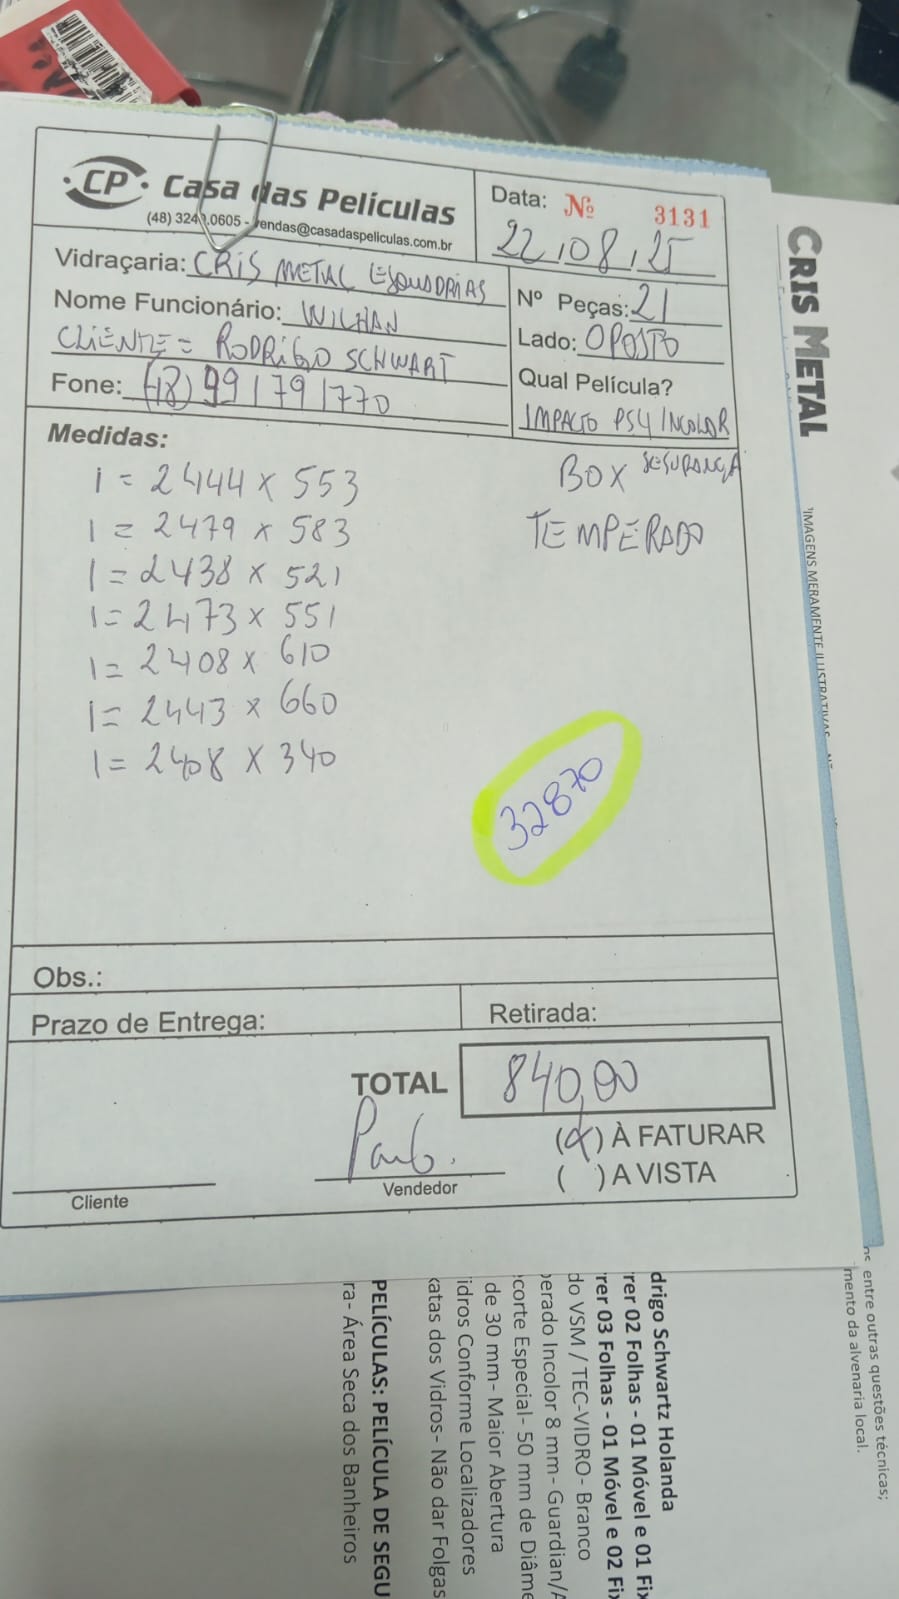 CP Casa das Películas
(48) 324 .0605 - vendas@casadaspeliculas.com.br
Data: Nº 3131
22/08/25
Vidraçaria: CRIS METAL ESQUADRIAS
Nome Funcionário: WILHAN
CLIENTE = RODRIGO SCHWART
Fone: (48) 991791770
Nº Peças: 21
Lado: OPOSTO
Qual Película?
IMPACTO PS4 INCOLOR
SEGURANÇA
Medidas:
BOX
TEMPERADO
1 = 2444 x 553
1 = 2479 x 583
1 = 2438 x 521
1 = 2473 x 551
1 = 2408 x 610
1 = 2443 x 660
1 = 2408 x 340
32870
Obs.:
Prazo de Entrega:
Retirada:
TOTAL 840,00
(X) À FATURAR
( ) A VISTA
Cliente
Vendedor
CRIS METAL
*IMAGENS MERAMENTE ILUSTRATIVAS
entre outras questões técnicas;
mento da alvenaria local.
drigo Schwartz Holanda
rer 02 Folhas - 01 Móvel e 01 Fix
rer 03 Folhas - 01 Móvel e 02 Fix
do VSM / TEC-VIDRO- Branco
perado Incolor 8 mm- Guardian/A
corte Especial- 50 mm de Diâme
de 30 mm- Maior Abertura
idros Conforme Localizadores
xatas dos Vidros- Não dar Folgas
PELÍCULAS: PELÍCULA DE SEGU
ra- Área Seca dos Banheiros